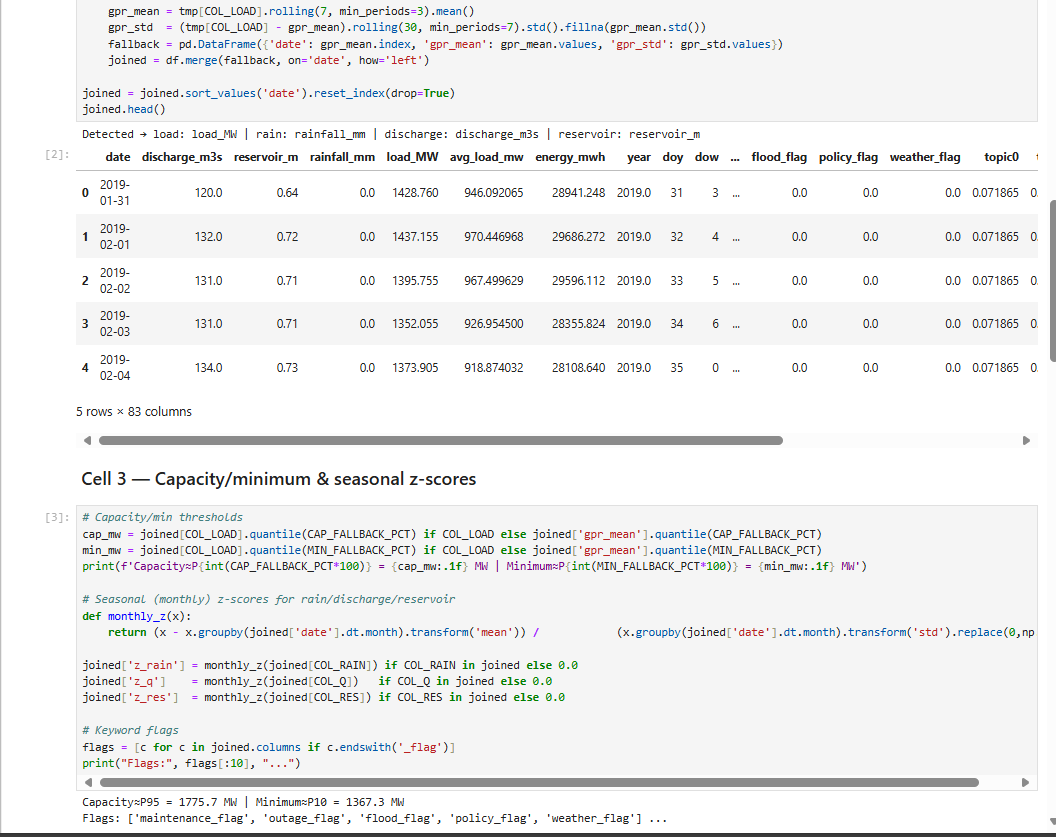 gpr_mean = tmp[COL_LOAD].rolling(7, min_periods=3).mean()
gpr_std  = (tmp[COL_LOAD] - gpr_mean).rolling(30, min_periods=7).std().fillna(gpr_mean.std())
fallback = pd.DataFrame({'date': gpr_mean.index, 'gpr_mean': gpr_mean.values, 'gpr_std': gpr_std.values})
joined = df.merge(fallback, on='date', how='left')
joined = joined.sort_values('date').reset_index(drop=True)
joined.head()
Detected → load: load_MW | rain: rainfall_mm | discharge: discharge_m3s | reservoir: reservoir_m
[2]:
date discharge_m3s reservoir_m rainfall_mm load_MW avg_load_mw energy_mwh year doy dow ... flood_flag policy_flag weather_flag topic0
0 2019-01-31 120.0 0.64 0.0 1428.760 946.092065 28941.248 2019.0 31 3 ... 0.0 0.0 0.0 0.071865 0.
1 2019-02-01 132.0 0.72 0.0 1437.155 970.446968 29686.272 2019.0 32 4 ... 0.0 0.0 0.0 0.071865 0.
2 2019-02-02 131.0 0.71 0.0 1395.755 967.499629 29596.112 2019.0 33 5 ... 0.0 0.0 0.0 0.071865 0.
3 2019-02-03 131.0 0.71 0.0 1352.055 926.954500 28355.824 2019.0 34 6 ... 0.0 0.0 0.0 0.071865 0.
4 2019-02-04 134.0 0.73 0.0 1373.905 918.874032 28108.640 2019.0 35 0 ... 0.0 0.0 0.0 0.071865 0.
5 rows × 83 columns
Cell 3 — Capacity/minimum & seasonal z-scores
[3]:
# Capacity/min thresholds
cap_mw = joined[COL_LOAD].quantile(CAP_FALLBACK_PCT) if COL_LOAD else joined['gpr_mean'].quantile(CAP_FALLBACK_PCT)
min_mw = joined[COL_LOAD].quantile(MIN_FALLBACK_PCT) if COL_LOAD else joined['gpr_mean'].quantile(MIN_FALLBACK_PCT)
print(f'Capacity≈P{int(CAP_FALLBACK_PCT*100)} = {cap_mw:.1f} MW | Minimum≈P{int(MIN_FALLBACK_PCT*100)} = {min_mw:.1f} MW')
# Seasonal (monthly) z-scores for rain/discharge/reservoir
def monthly_z(x):
return (x - x.groupby(joined['date'].dt.month).transform('mean')) / (x.groupby(joined['date'].dt.month).transform('std').replace(0,np
joined['z_rain'] = monthly_z(joined[COL_RAIN]) if COL_RAIN in joined else 0.0
joined['z_q']    = monthly_z(joined[COL_Q])   if COL_Q in joined else 0.0
joined['z_res']  = monthly_z(joined[COL_RES]) if COL_RES in joined else 0.0
# Keyword flags
flags = [c for c in joined.columns if c.endswith('_flag')]
print("Flags:", flags[:10], "...")
Capacity≈P95 = 1775.7 MW | Minimum≈P10 = 1367.3 MW
Flags: ['maintenance_flag', 'outage_flag', 'flood_flag', 'policy_flag', 'weather_flag'] ...